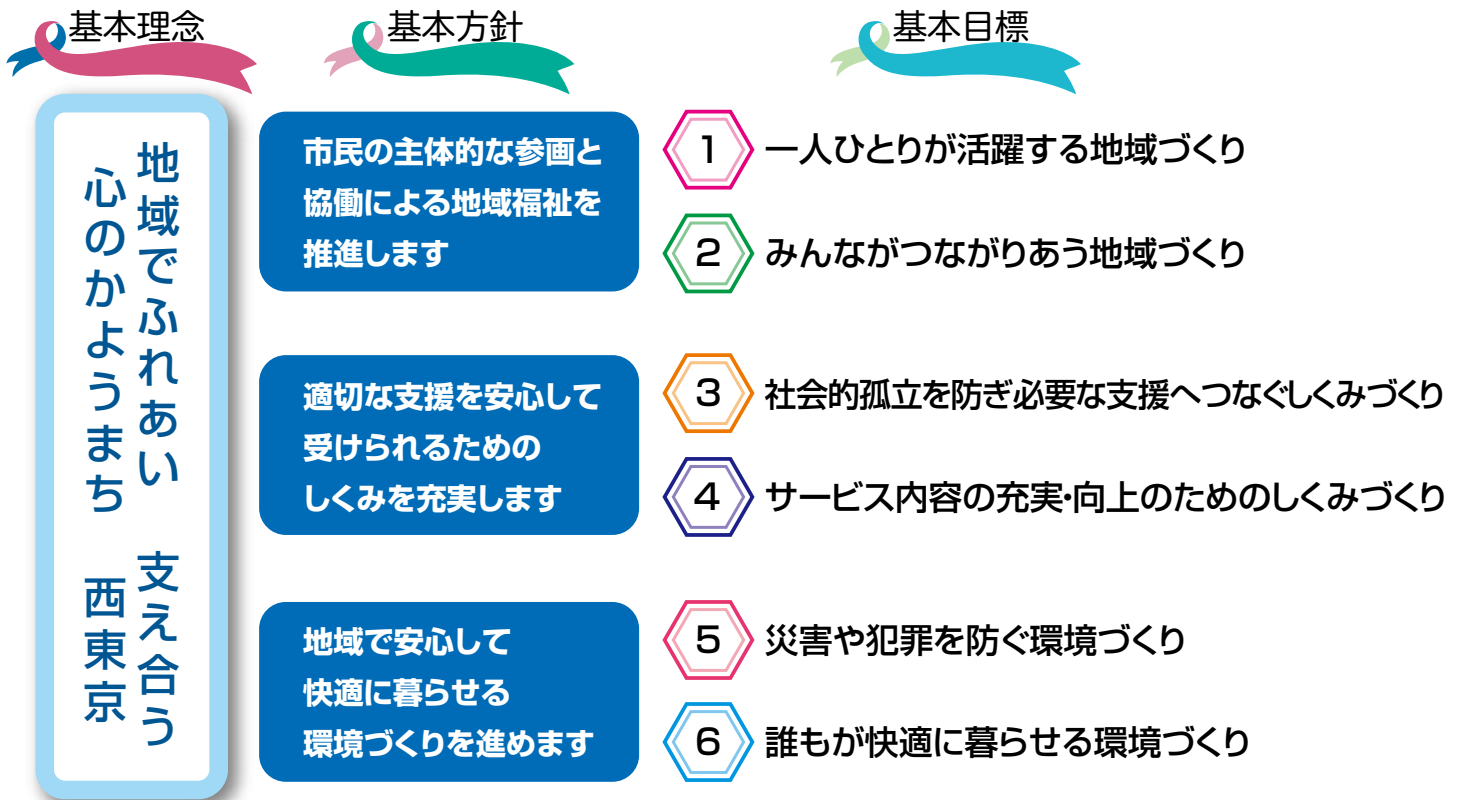 基本理念
基本方針
基本目標
地域でふれあい　支え合う
心のかようまち　西東京
市民の主体的な参画と
協働による地域福祉を
推進します
1 一人ひとりが活躍する地域づくり
2 みんながつながりあう地域づくり
適切な支援を安心して
受けられるための
しくみを充実します
3 社会的孤立を防ぎ必要な支援へつなぐしくみづくり
4 サービス内容の充実・向上のためのしくみづくり
地域で安心して
快適に暮らせる
環境づくりを進めます
5 災害や犯罪を防ぐ環境づくり
6 誰もが快適に暮らせる環境づくり